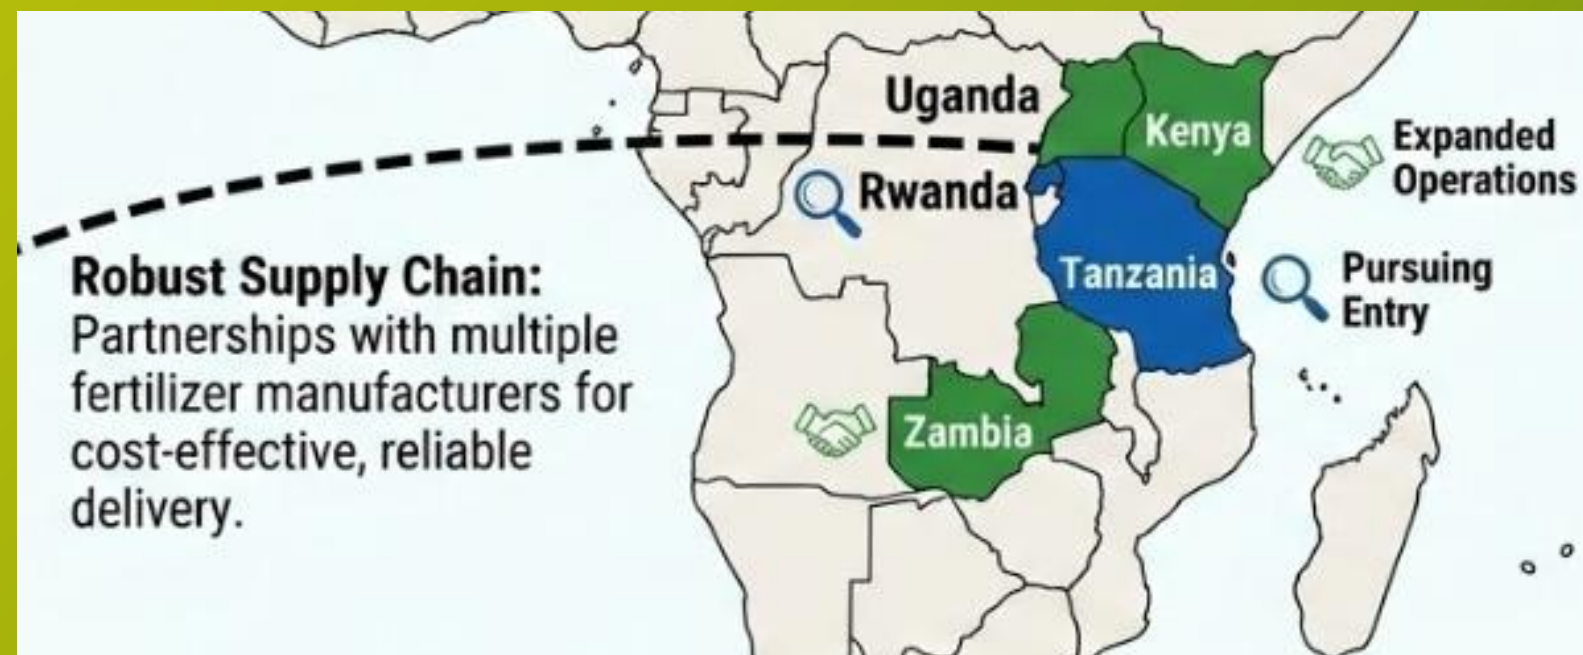 Uganda
Kenya
Expanded
Operations
Rwanda
Tanzania
Pursuing
Entry
Robust Supply Chain:
Partnerships with multiple
fertilizer manufacturers for
cost-effective, reliable
delivery.
Zambia